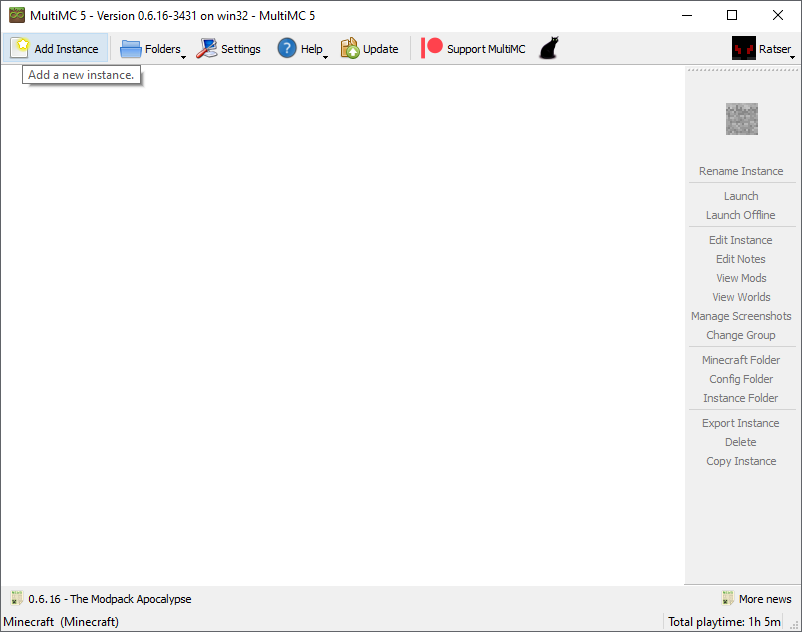 MultiMC 5 - Version 0.6.16-3431 on win32 - MultiMC 5
Add Instance Folders Settings Help Update Support MultiMC Ratser
Add a new instance.
Rename Instance
Launch
Launch Offline
Edit Instance
Edit Notes
View Mods
View Worlds
Manage Screenshots
Change Group
Minecraft Folder
Config Folder
Instance Folder
Export Instance
Delete
Copy Instance
0.6.16 - The Modpack Apocalypse More news
Minecraft (Minecraft) Total playtime: 1h 5m